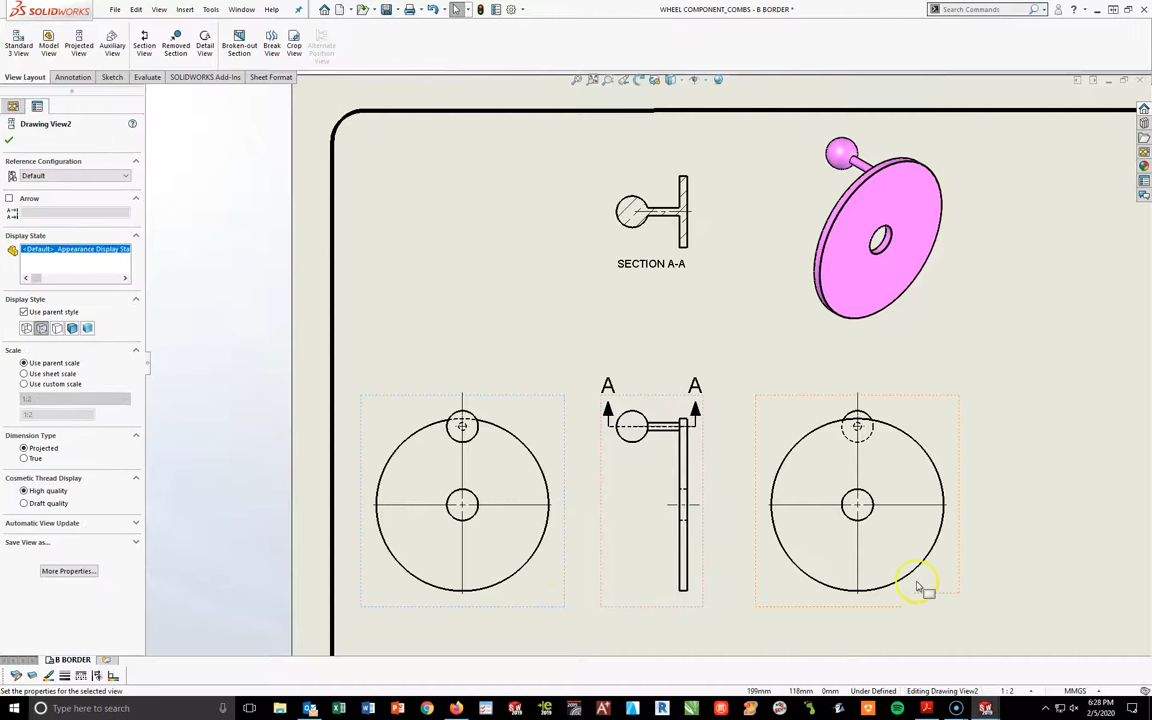 SOLIDWORKS File Edit View Insert Tools Window Help WHEEL COMPONENT_COMBS - B BORDER * Search Commands
Standard 3 View
Model View
Projected View
Auxiliary View
Section View
Removed Section
Detail View
Broken-out Section
Break View
Crop View
Alternate Position View
View Layout Annotation Sketch Evaluate SOLIDWORKS Add-Ins Sheet Format
Drawing View2
Reference Configuration
Default
Arrow
Display State
<Default>_Appearance Display Sta
Display Style
Use parent style
Scale
Use parent scale
Use sheet scale
Use custom scale
1:2
1:2
Dimension Type
Projected
True
Cosmetic Thread Display
High quality
Draft quality
Automatic View Update
Save View as...
More Properties...
SECTION A-A
A A
B BORDER
Set the properties for the selected view 199mm 118mm 0mm Under Defined Editing Drawing View2 1 : 2 MMGS
Type here to search
6:28 PM
2/5/2020